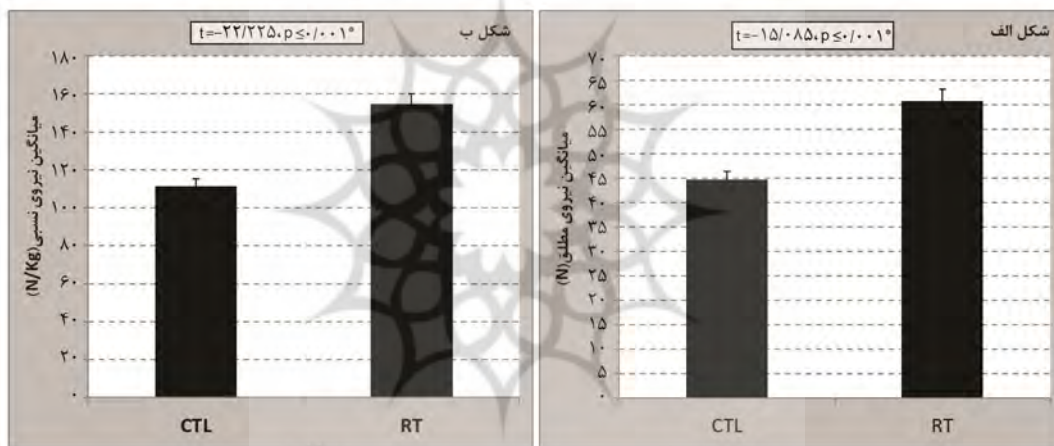 شکل الف
t=−۱۵/۰۸۵،p≤۰/۰۰۱*
میانگین نیروی مطلق(N)
۷۰
۶۵
۶۰
۵۵
۵۰
۴۵
۴۰
۳۵
۳۰
۲۵
۲۰
۱۵
۱۰
۵
۰
CTL
RT
شکل ب
t=−۲۲/۲۲۵،p≤۰/۰۰۱*
میانگین نیروی نسبی(N/Kg)
۱۸۰
۱۶۰
۱۴۰
۱۲۰
۱۰۰
۸۰
۶۰
۴۰
۲۰
۰
CTL
RT